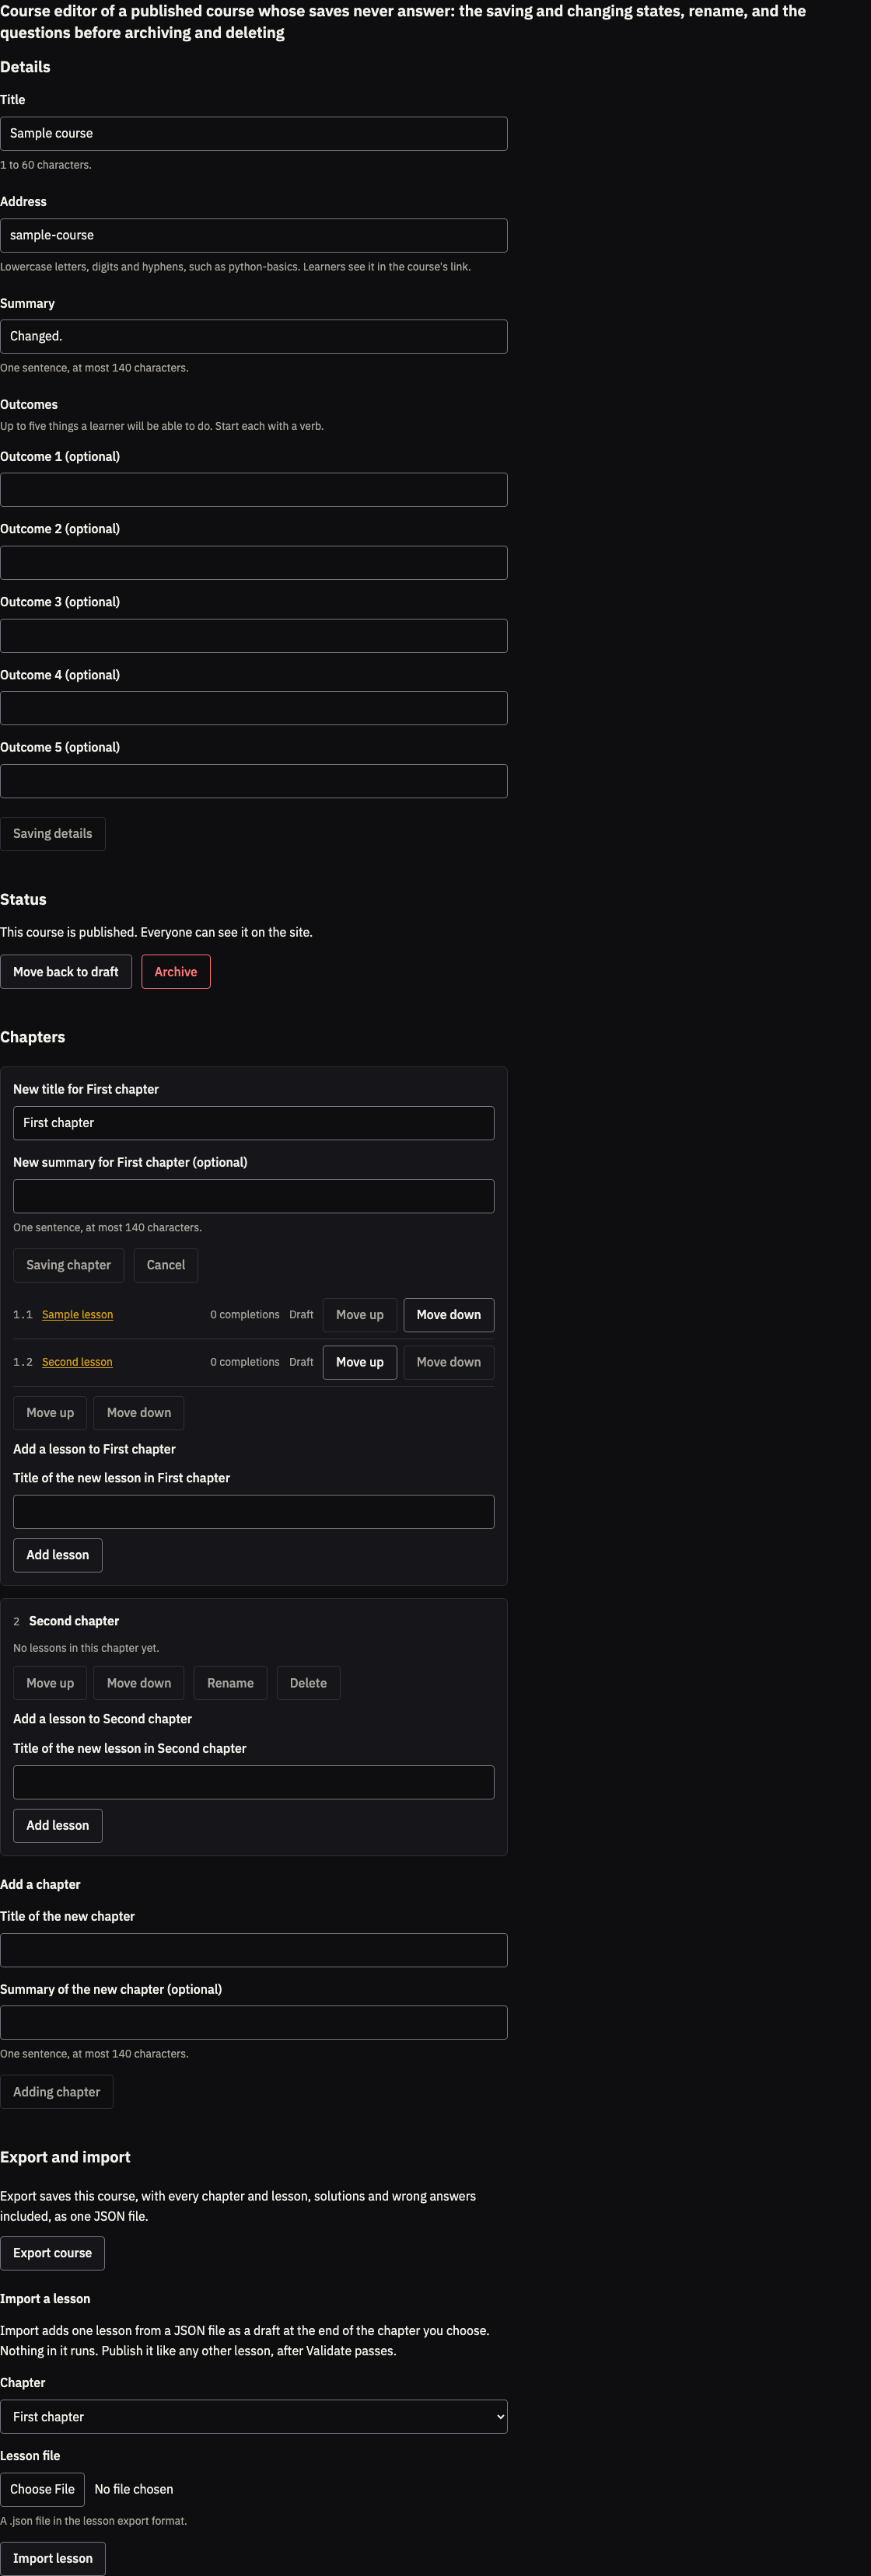 Course editor of a published course whose saves never answer: the saving and changing states, rename, and the
questions before archiving and deleting
Details
Title
Sample course
1 to 60 characters.
Address
sample-course
Lowercase letters, digits and hyphens, such as python-basics. Learners see it in the course's link.
Summary
Changed.
One sentence, at most 140 characters.
Outcomes
Up to five things a learner will be able to do. Start each with a verb.
Outcome 1 (optional)
Outcome 2 (optional)
Outcome 3 (optional)
Outcome 4 (optional)
Outcome 5 (optional)
Saving details
Status
This course is published. Everyone can see it on the site.
Move back to draft Archive
Chapters
New title for First chapter
First chapter
New summary for First chapter (optional)
One sentence, at most 140 characters.
Saving chapter Cancel
1.1 Sample lesson 0 completions Draft Move up Move down
1.2 Second lesson 0 completions Draft Move up Move down
Move up Move down
Add a lesson to First chapter
Title of the new lesson in First chapter
Add lesson
2 Second chapter
No lessons in this chapter yet.
Move up Move down Rename Delete
Add a lesson to Second chapter
Title of the new lesson in Second chapter
Add lesson
Add a chapter
Title of the new chapter
Summary of the new chapter (optional)
One sentence, at most 140 characters.
Adding chapter
Export and import
Export saves this course, with every chapter and lesson, solutions and wrong answers
included, as one JSON file.
Export course
Import a lesson
Import adds one lesson from a JSON file as a draft at the end of the chapter you choose.
Nothing in it runs. Publish it like any other lesson, after Validate passes.
Chapter
First chapter
Lesson file
Choose File No file chosen
A .json file in the lesson export format.
Import lesson